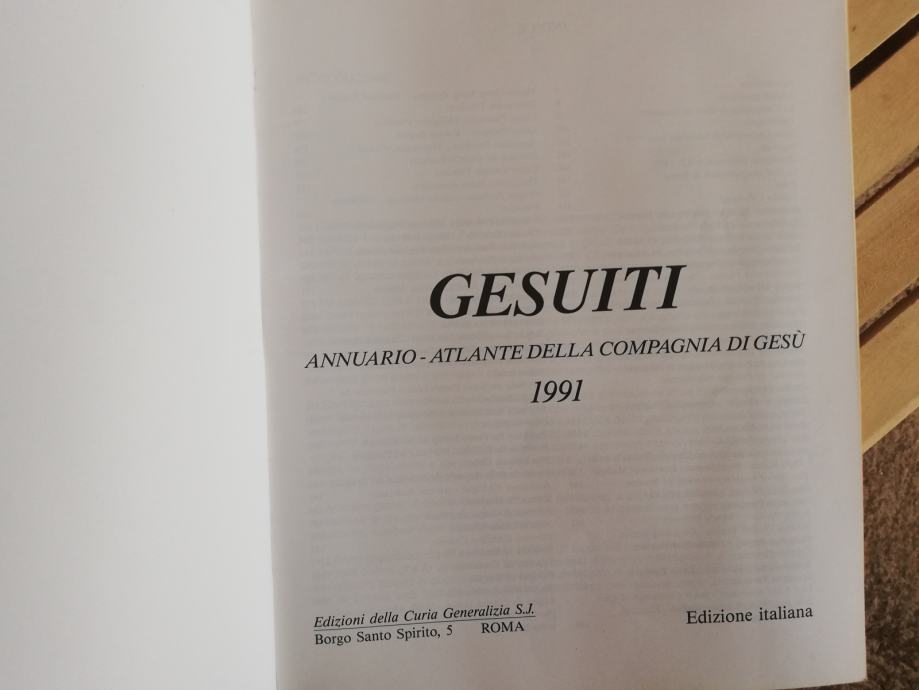 GESUITI
ANNUARIO - ATLANTE DELLA COMPAGNIA DI GESÙ
1991
Edizioni della Curia Generalizia S.J.
Borgo Santo Spirito, 5 ROMA
Edizione italiana